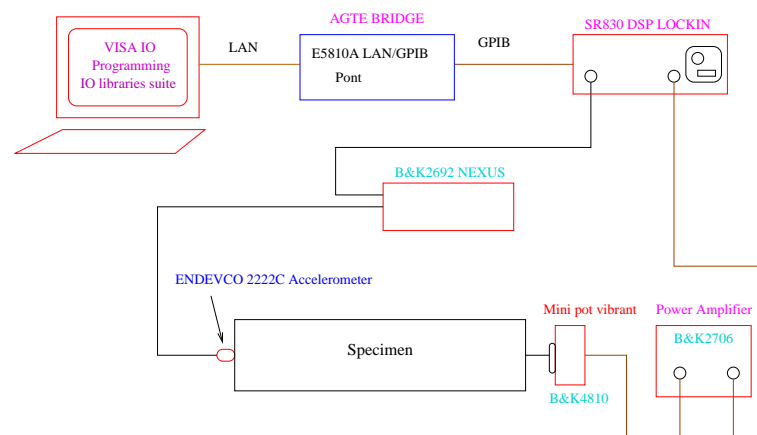 AGTE BRIDGE
SR830 DSP LOCKIN
VISA IO
Programming
IO libraries suite
LAN
E5810A LAN/GPIB
Pont
GPIB
B&K2692 NEXUS
ENDEVCO 2222C Accelerometer
Specimen
Mini pot vibrant
B&K4810
Power Amplifier
B&K2706